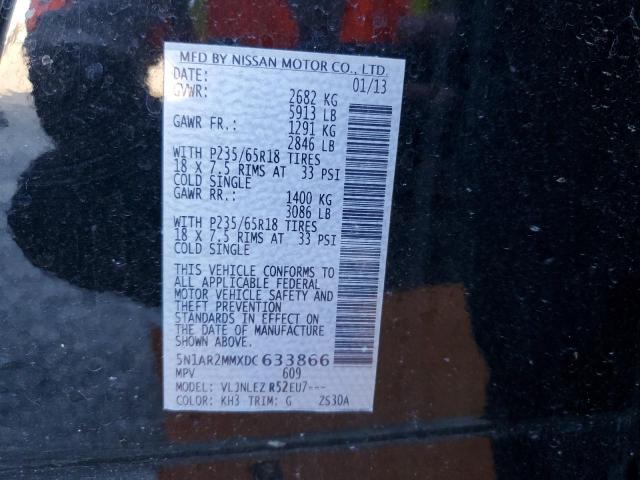 MFD BY NISSAN MOTOR CO., LTD.
DATE: 01/13
GVWR: 2682 KG
5913 LB
GAWR FR.: 1291 KG
2846 LB
WITH P235/65R18 TIRES
18 X 7.5 RIMS AT 33 PSI
COLD SINGLE
GAWR RR.: 1400 KG
3086 LB
WITH P235/65R18 TIRES
18 X 7.5 RIMS AT 33 PSI
COLD SINGLE
THIS VEHICLE CONFORMS TO
ALL APPLICABLE FEDERAL
MOTOR VEHICLE SAFETY AND
THEFT PREVENTION
STANDARDS IN EFFECT ON
THE DATE OF MANUFACTURE
SHOWN ABOVE.
5N1AR2MMXDC633866
MPV 609
MODEL: VLJNLEZ R52EU7---
COLOR: KH3 TRIM: G ZS30A